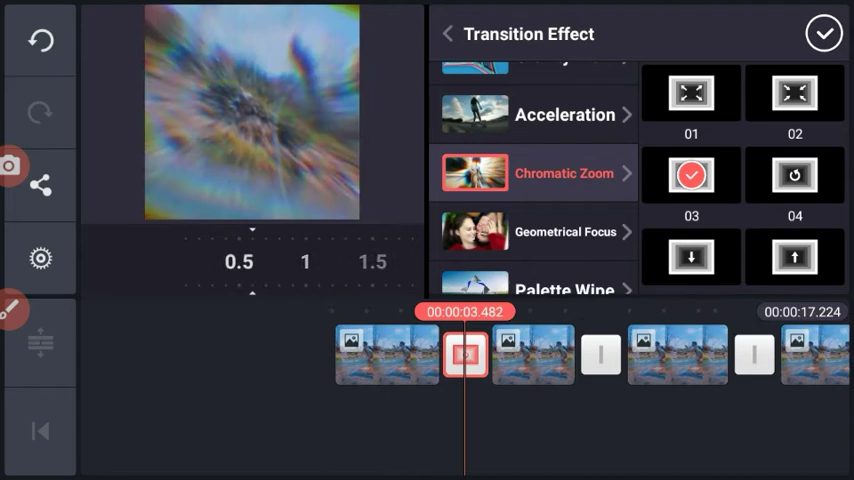 Transition Effect
Acceleration
Chromatic Zoom
Geometrical Focus
Palette Wipe
01
02
03
04
0.5
1
1.5
00:00:03.482
00:00:17.224